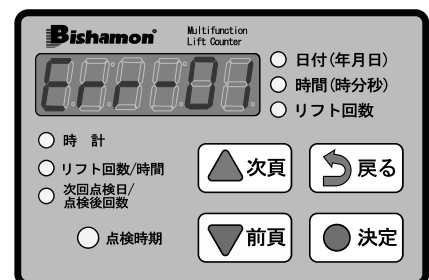 Bishamon
Multifunction
Lift Counter
Err-01
日付(年月日)
時間(時分秒)
リフト回数
時 計
リフト回数/時間
次回点検日/
点検後回数
点検時期
次頁
戻る
前頁
決定